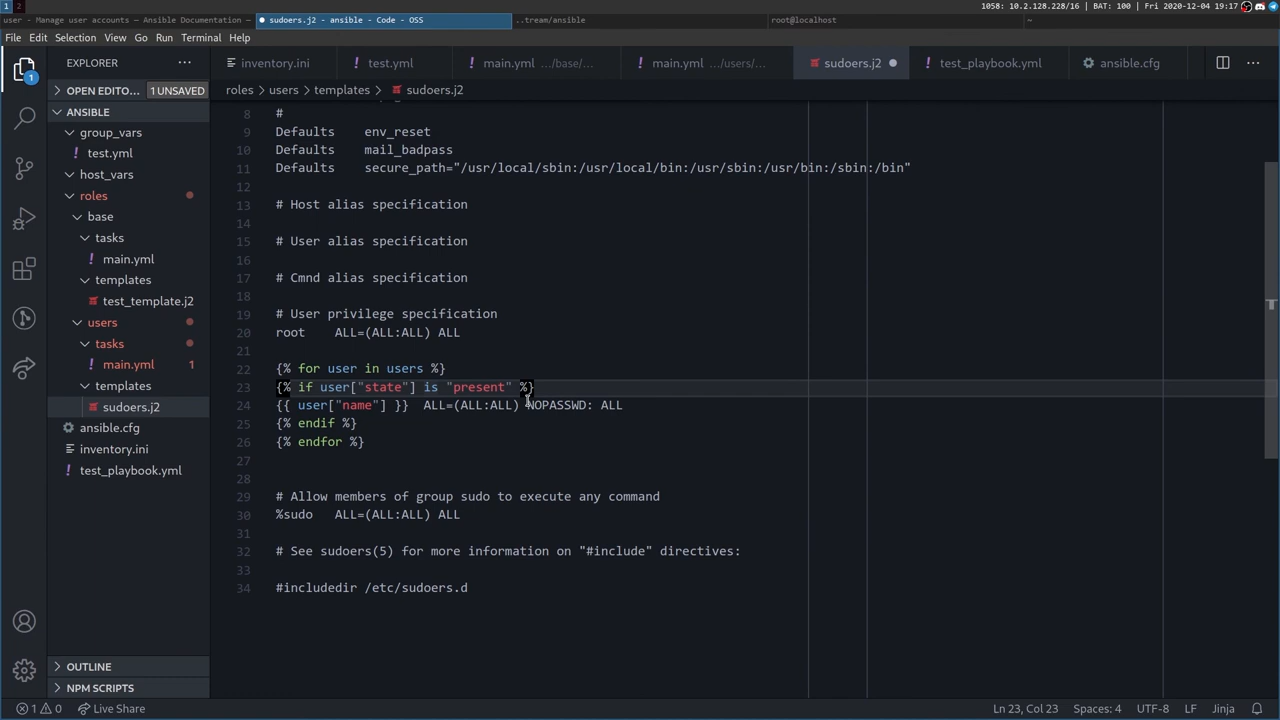 1 2
1058: 10.2.128.228/16 | BAT: 100 | Fri 2020-12-04 19:17
user - Manage user accounts — Ansible Documentation —
sudoers.j2 - ansible - Code - OSS
..tream/ansible
root@localhost
~
File Edit Selection View Go Run Terminal Help
EXPLORER
inventory.ini
test.yml
main.yml .../base/...
main.yml .../users/...
sudoers.j2
test_playbook.yml
ansible.cfg
1
OPEN EDITO... 1 UNSAVED
ANSIBLE
group_vars
test.yml
host_vars
roles
base
tasks
main.yml
templates
test_template.j2
users
tasks
main.yml 1
templates
sudoers.j2
ansible.cfg
inventory.ini
test_playbook.yml
OUTLINE
NPM SCRIPTS
roles > users > templates > sudoers.j2
8 #
9 Defaults env_reset
10 Defaults mail_badpass
11 Defaults secure_path="/usr/local/sbin:/usr/local/bin:/usr/sbin:/usr/bin:/sbin:/bin"
12
13 # Host alias specification
14
15 # User alias specification
16
17 # Cmnd alias specification
18
19 # User privilege specification
20 root ALL=(ALL:ALL) ALL
21
22 {% for user in users %}
23 {% if user["state"] is "present" %}
24 {{ user["name"] }} ALL=(ALL:ALL) NOPASSWD: ALL
25 {% endif %}
26 {% endfor %}
27
28
29 # Allow members of group sudo to execute any command
30 %sudo ALL=(ALL:ALL) ALL
31
32 # See sudoers(5) for more information on "#include" directives:
33
34 #includedir /etc/sudoers.d
1 0 Live Share
Ln 23, Col 23 Spaces: 4 UTF-8 LF Jinja